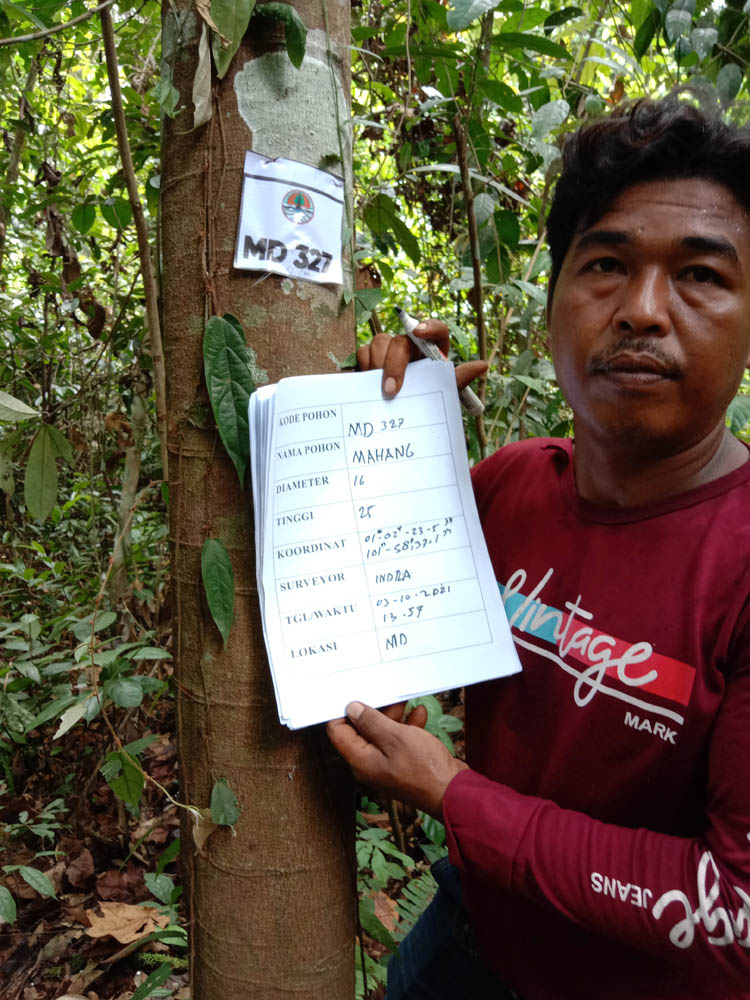 MD 327
KODE POHON MD 327
NAMA POHON MAHANG
DIAMETER 16
TINGGI 25
KOORDINAT 01°-02'-23-5"
101°-58'37.1"
SURVEYOR INDRA
TGL/WAKTU 03-10-2021
13-57
LOKASI MD
Vintage
MARK
JEANS